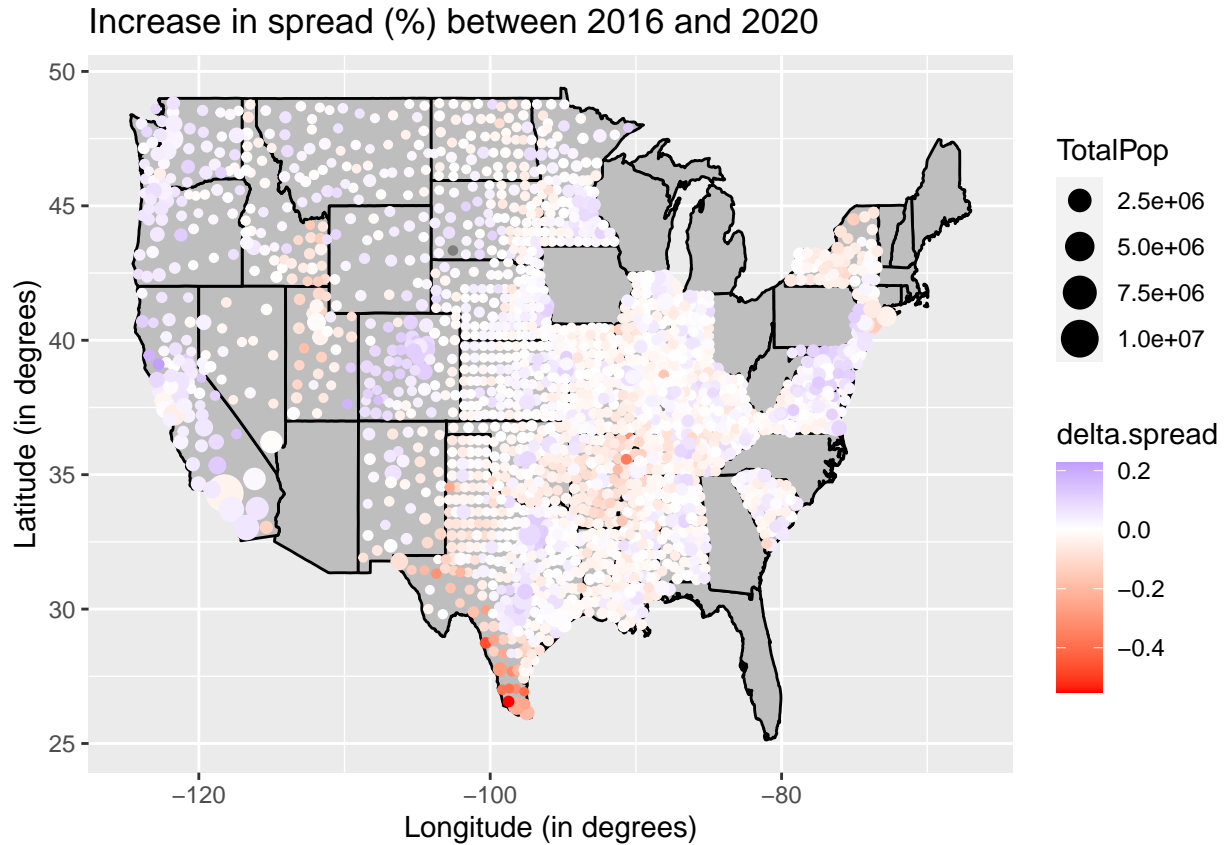 Increase in spread (%) between 2016 and 2020
50
45
40
35
30
25
Latitude (in degrees)
−120
−100
−80
Longitude (in degrees)
TotalPop
2.5e+06
5.0e+06
7.5e+06
1.0e+07
delta.spread
0.2
0.0
−0.2
−0.4